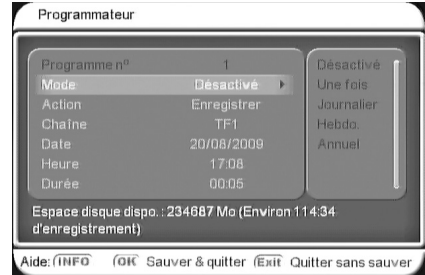 Programmateur
Programme nº 1
Mode Désactivé
Action Enregistrer
Chaîne TF1
Date 20/08/2009
Heure 17:08
Durée 00:05
Désactivé
Une fois
Journalier
Hebdo.
Annuel
Espace disque dispo. : 234687 Mo (Environ 114:34
d'enregistrement)
Aide: INFO OK Sauver & quitter Exit Quitter sans sauver